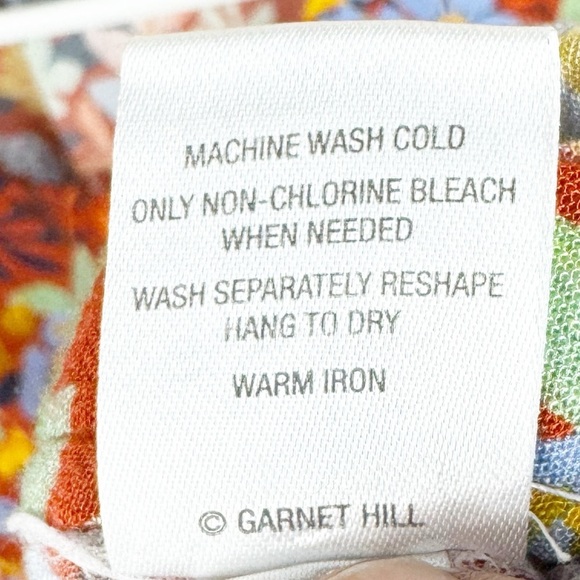 MACHINE WASH COLD
ONLY NON-CHLORINE BLEACH
WHEN NEEDED
WASH SEPARATELY RESHAPE
HANG TO DRY
WARM IRON
© GARNET HILL